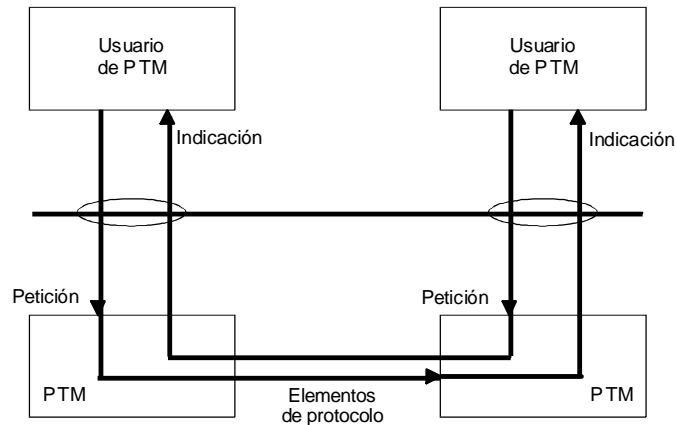 Usuario
de PTM
Usuario
de PTM
Indicación
Indicación
Petición
Petición
PTM
Elementos
de protocolo
PTM